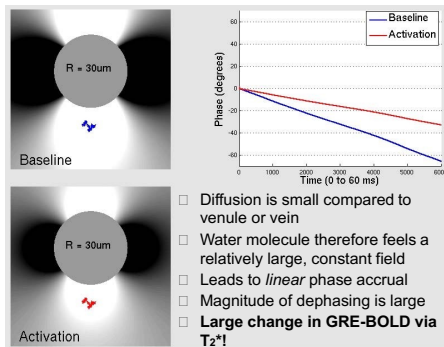 R = 30um
Baseline
R = 30um
Activation
Baseline
Activation
Phase (degrees)
60
40
20
0
-20
-40
-60
0
1000
2000
3000
4000
5000
600
Time (0 to 60 ms)
Diffusion is small compared to
venule or vein
Water molecule therefore feels a
relatively large, constant field
Leads to linear phase accrual
Magnitude of dephasing is large
Large change in GRE-BOLD via
T2*!